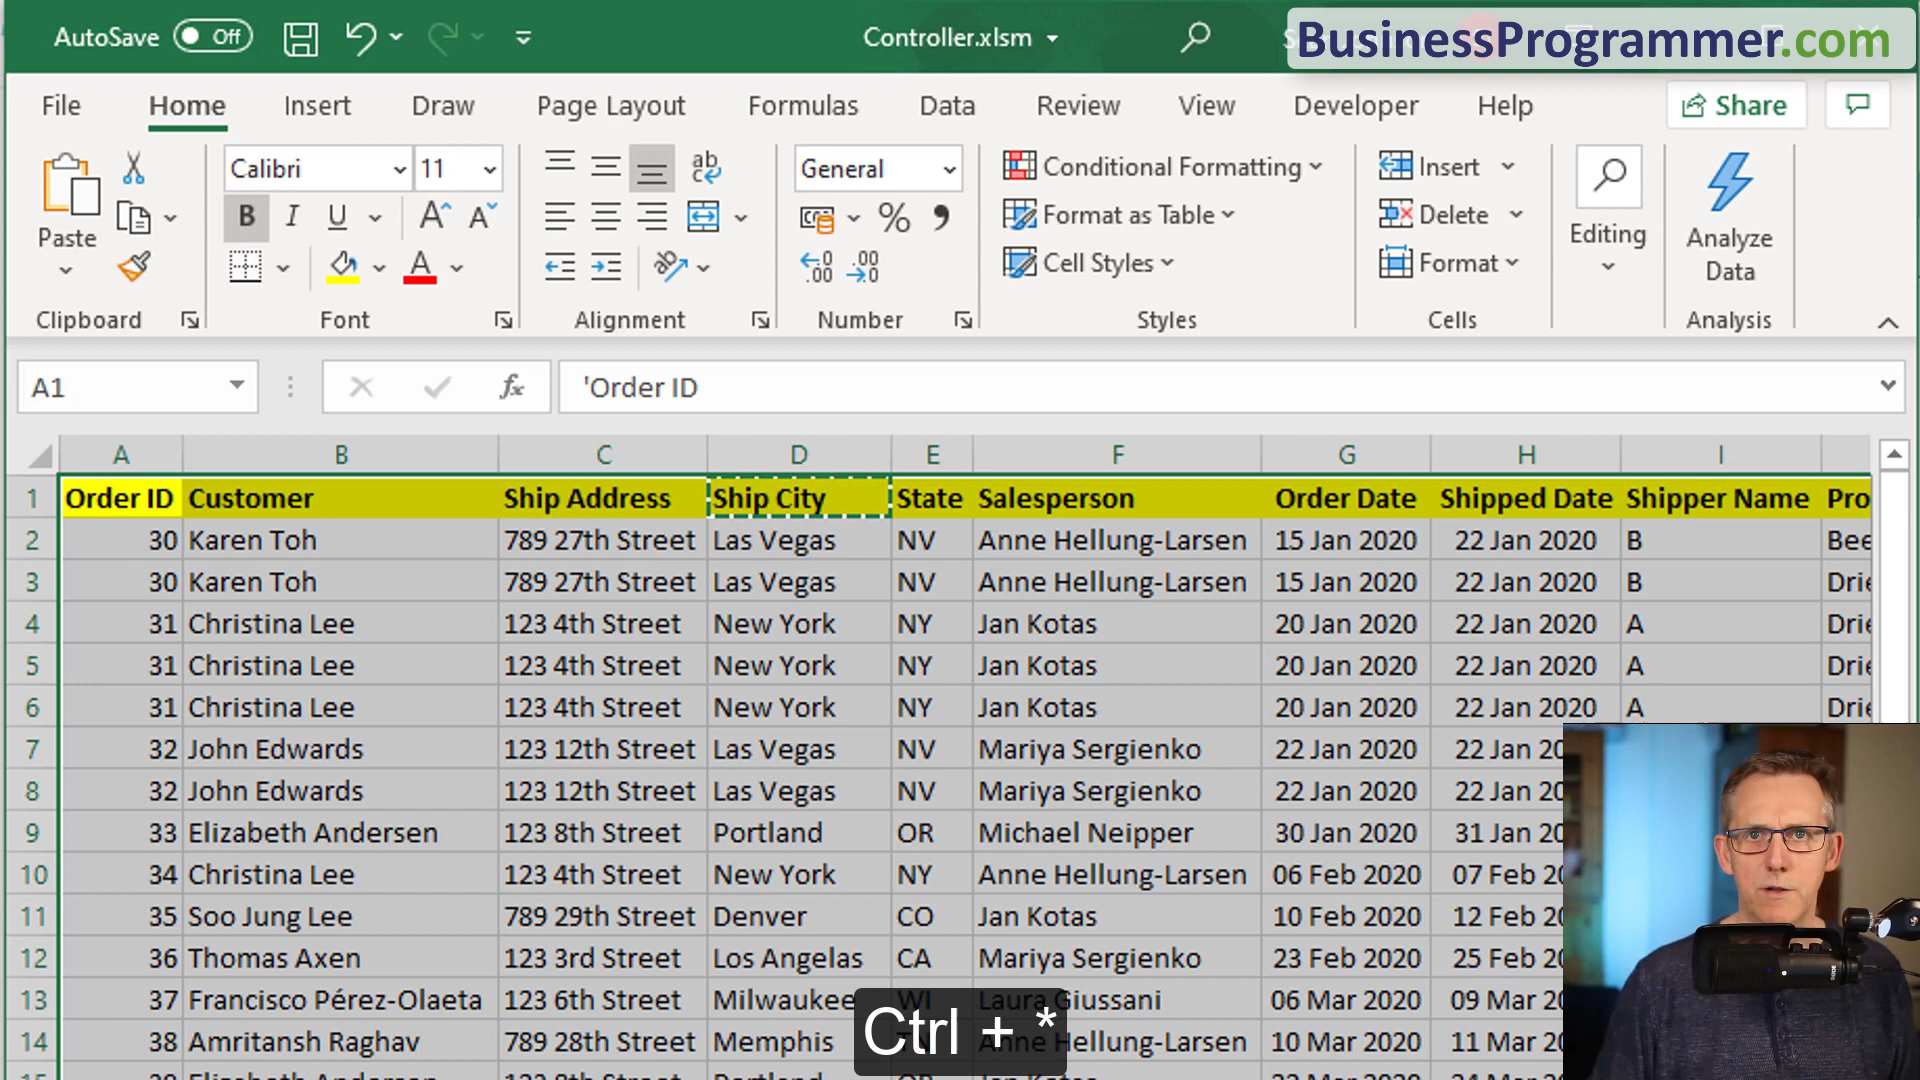 AutoSave Off Controller.xlsm BusinessProgrammer.com
File Home Insert Draw Page Layout Formulas Data Review View Developer Help Share
Calibri 11 General Conditional Formatting Insert
Paste B I U Format as Table Delete Editing Analyze Data
Cell Styles Format
Clipboard Font Alignment Number Styles Cells Analysis
A1 fx 'Order ID
A B C D E F G H I
1 Order ID Customer Ship Address Ship City State Salesperson Order Date Shipped Date Shipper Name Pro
2 30 Karen Toh 789 27th Street Las Vegas NV Anne Hellung-Larsen 15 Jan 2020 22 Jan 2020 B Bee
3 30 Karen Toh 789 27th Street Las Vegas NV Anne Hellung-Larsen 15 Jan 2020 22 Jan 2020 B Drie
4 31 Christina Lee 123 4th Street New York NY Jan Kotas 20 Jan 2020 22 Jan 2020 A Drie
5 31 Christina Lee 123 4th Street New York NY Jan Kotas 20 Jan 2020 22 Jan 2020 A Drie
6 31 Christina Lee 123 4th Street New York NY Jan Kotas 20 Jan 2020 22 Jan 2020 A Drie
7 32 John Edwards 123 12th Street Las Vegas NV Mariya Sergienko 22 Jan 2020 22 Jan 20
8 32 John Edwards 123 12th Street Las Vegas NV Mariya Sergienko 22 Jan 2020 22 Jan 20
9 33 Elizabeth Andersen 123 8th Street Portland OR Michael Neipper 30 Jan 2020 31 Jan 20
10 34 Christina Lee 123 4th Street New York NY Anne Hellung-Larsen 06 Feb 2020 07 Feb 20
11 35 Soo Jung Lee 789 29th Street Denver CO Jan Kotas 10 Feb 2020 12 Feb 20
12 36 Thomas Axen 123 3rd Street Los Angelas CA Mariya Sergienko 23 Feb 2020 25 Feb 20
13 37 Francisco Pérez-Olaeta 123 6th Street Milwaukee WI Laura Giussani 06 Mar 2020 09 Mar 20
14 38 Amritansh Raghav 789 28th Street Memphis TN Anne Hellung-Larsen 10 Mar 2020 11 Mar 20
Ctrl + *